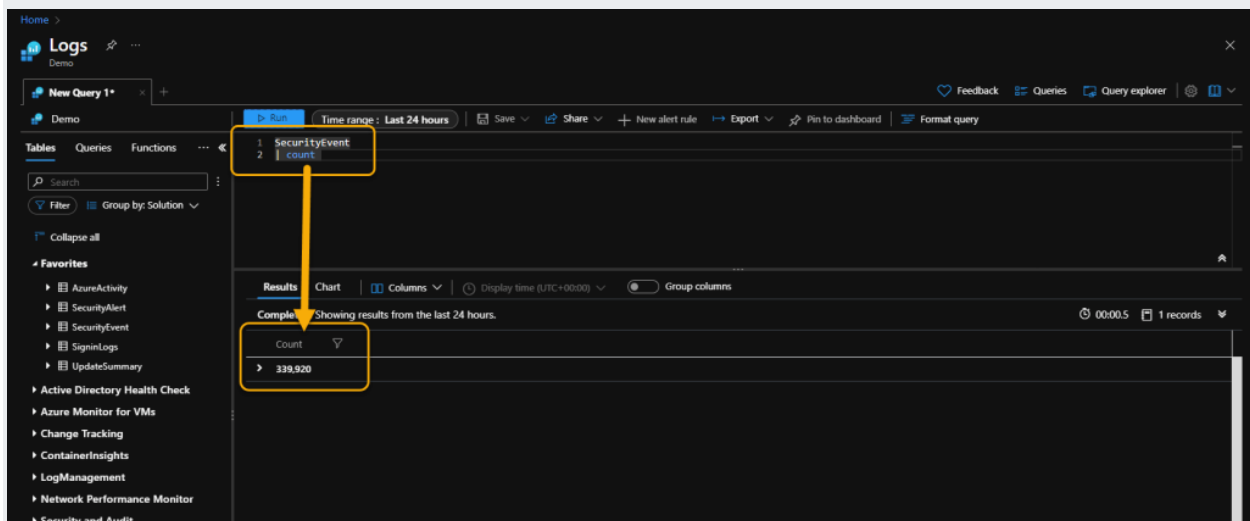 Home >
Logs
Demo
New Query 1*
Feedback Queries Query explorer
Demo
Run Time range : Last 24 hours Save Share New alert rule Export Pin to dashboard Format query
Tables Queries Functions
1 SecurityEvent
2 | count
Search
Filter Group by: Solution
Collapse all
Favorites
AzureActivity
SecurityAlert
SecurityEvent
SigninLogs
UpdateSummary
Active Directory Health Check
Azure Monitor for VMs
Change Tracking
ContainerInsights
LogManagement
Network Performance Monitor
Security and Audit
Results Chart Columns Display time (UTC+00:00) Group columns
Showing results from the last 24 hours. 00:00.5 1 records
Count
339,920